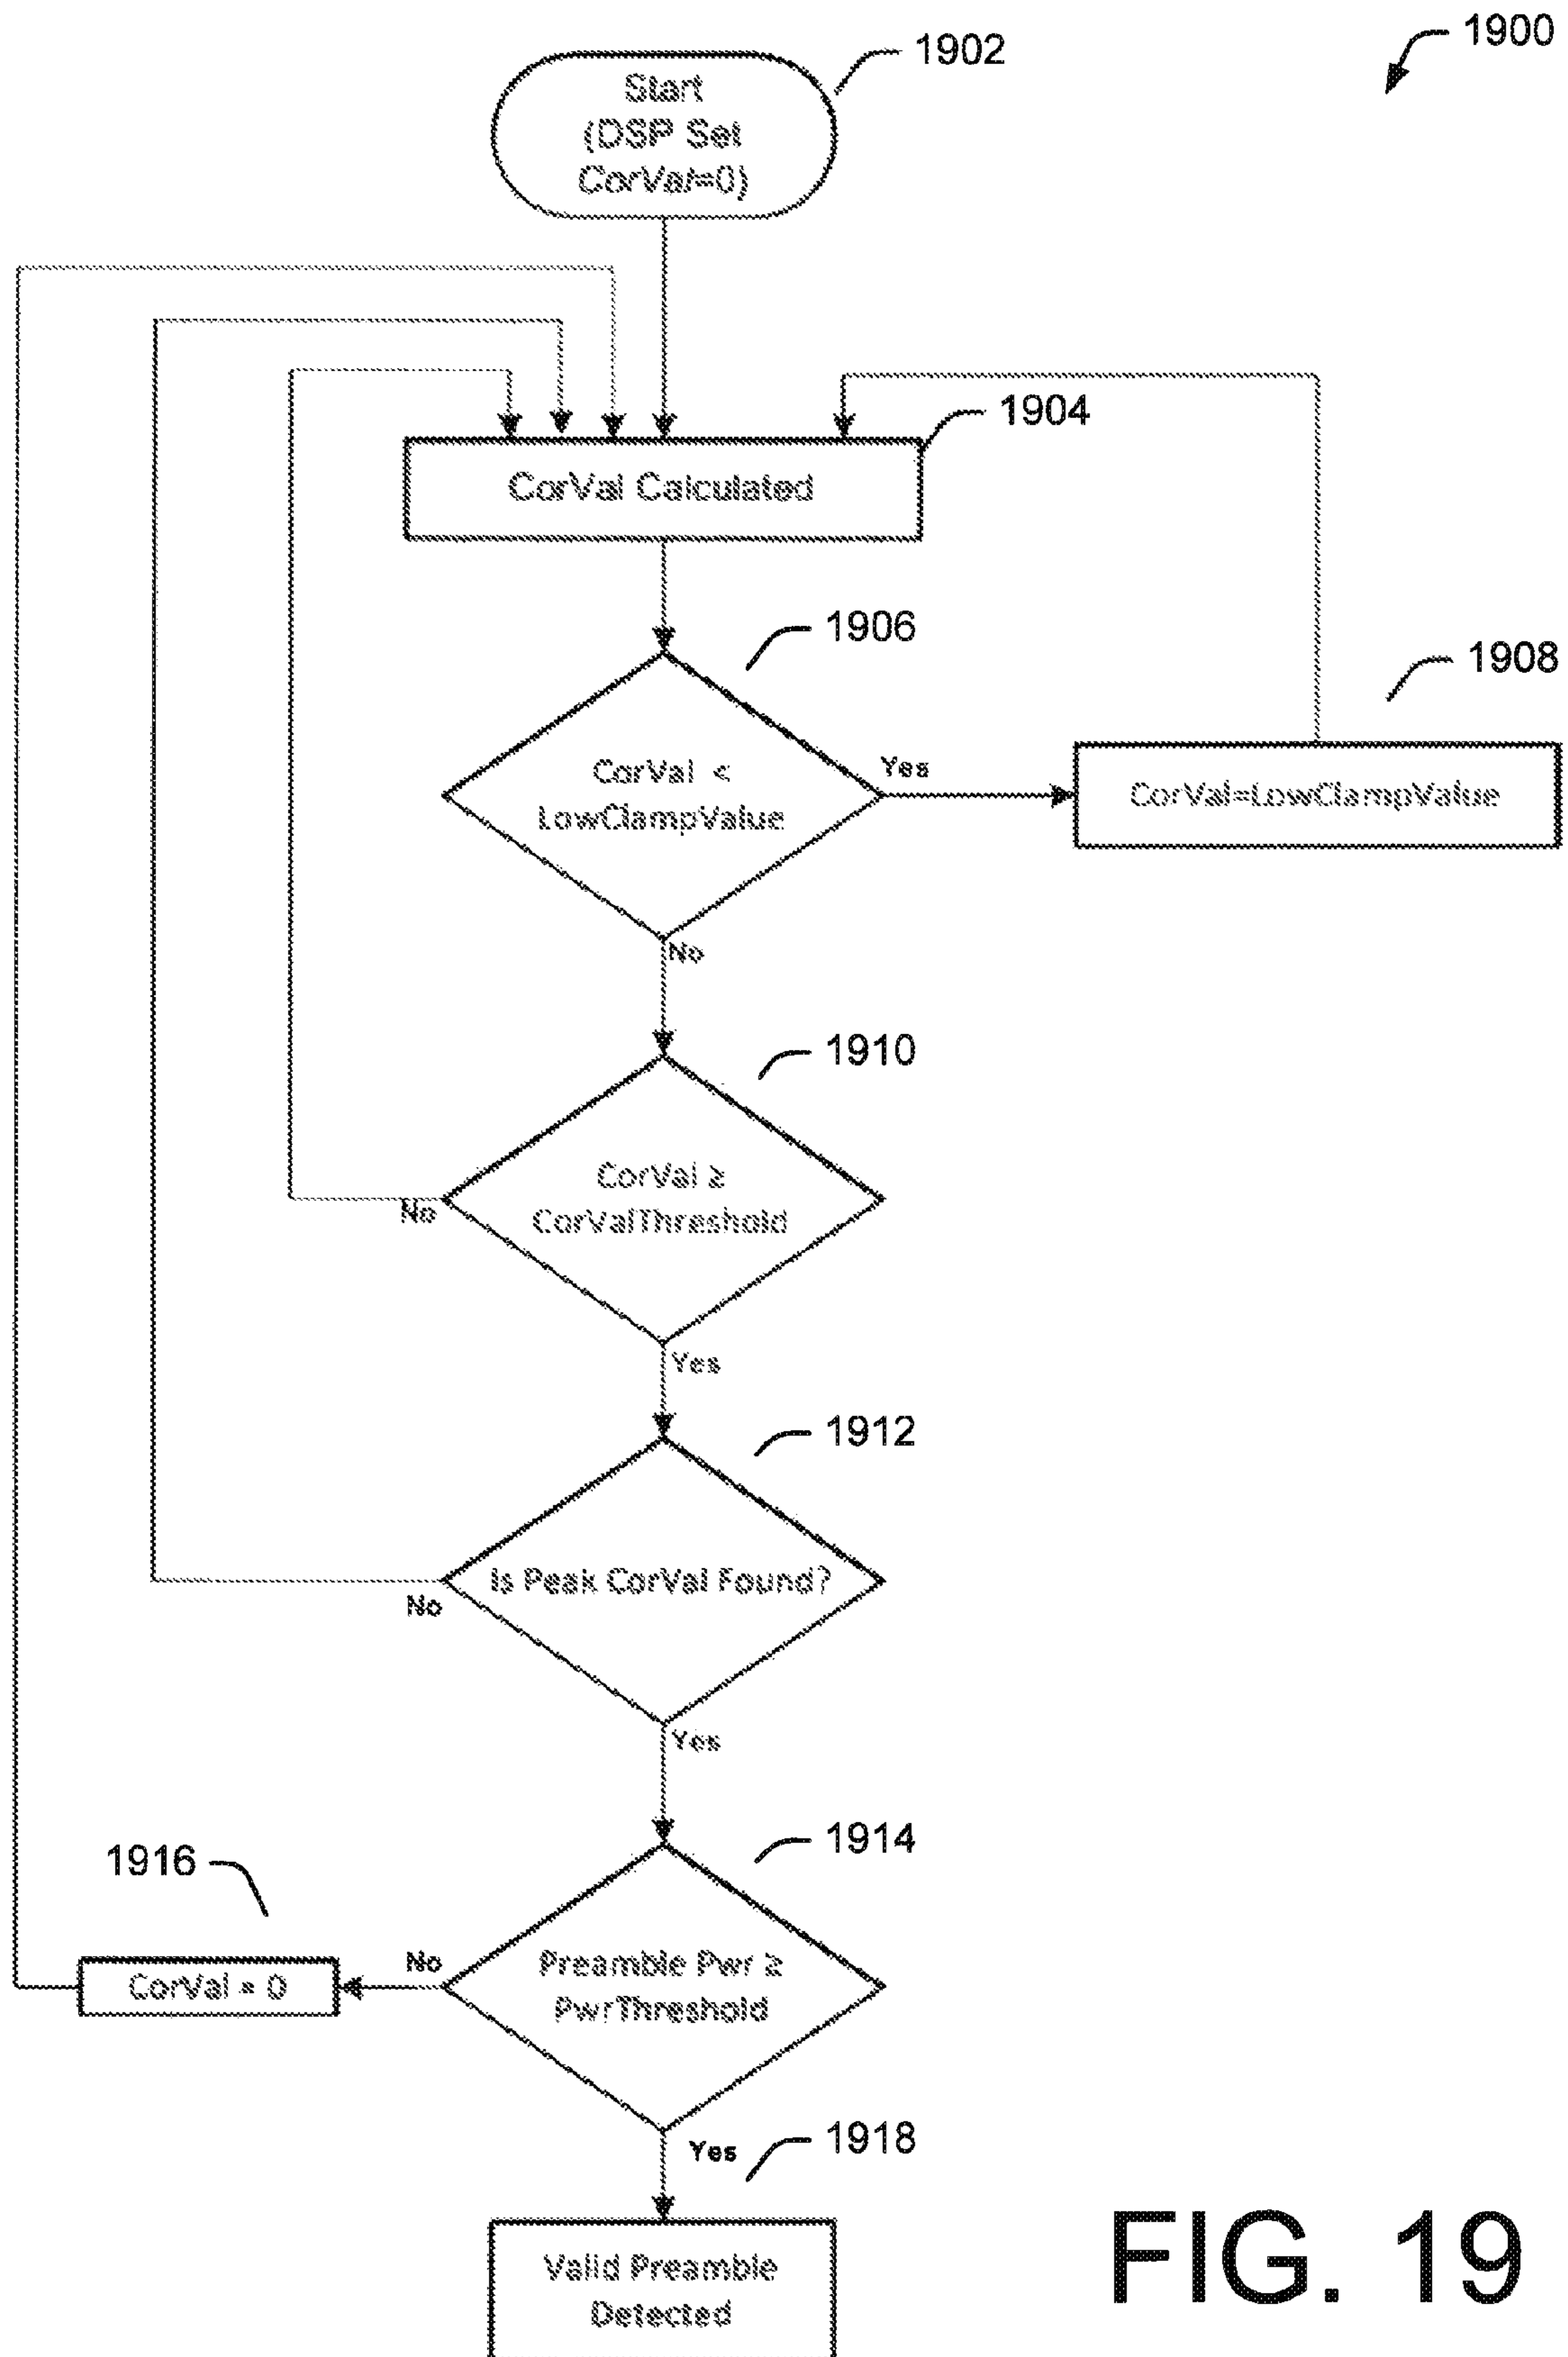 1900
1902
Start
(DSP Set
CorVal=0)
1904
CorVal Calculated
1906
1908
CorVal <
LowClampValue
Yes
CorVal=LowClampValue
No
1910
CorVal ≥
CorValThreshold
No
Yes
1912
Is Peak CorVal Found?
No
Yes
1914
1916
Preamble Pwr ≥
PwrThreshold
No
CorVal = 0
Yes
1918
Valid Preamble
Detected
FIG. 19